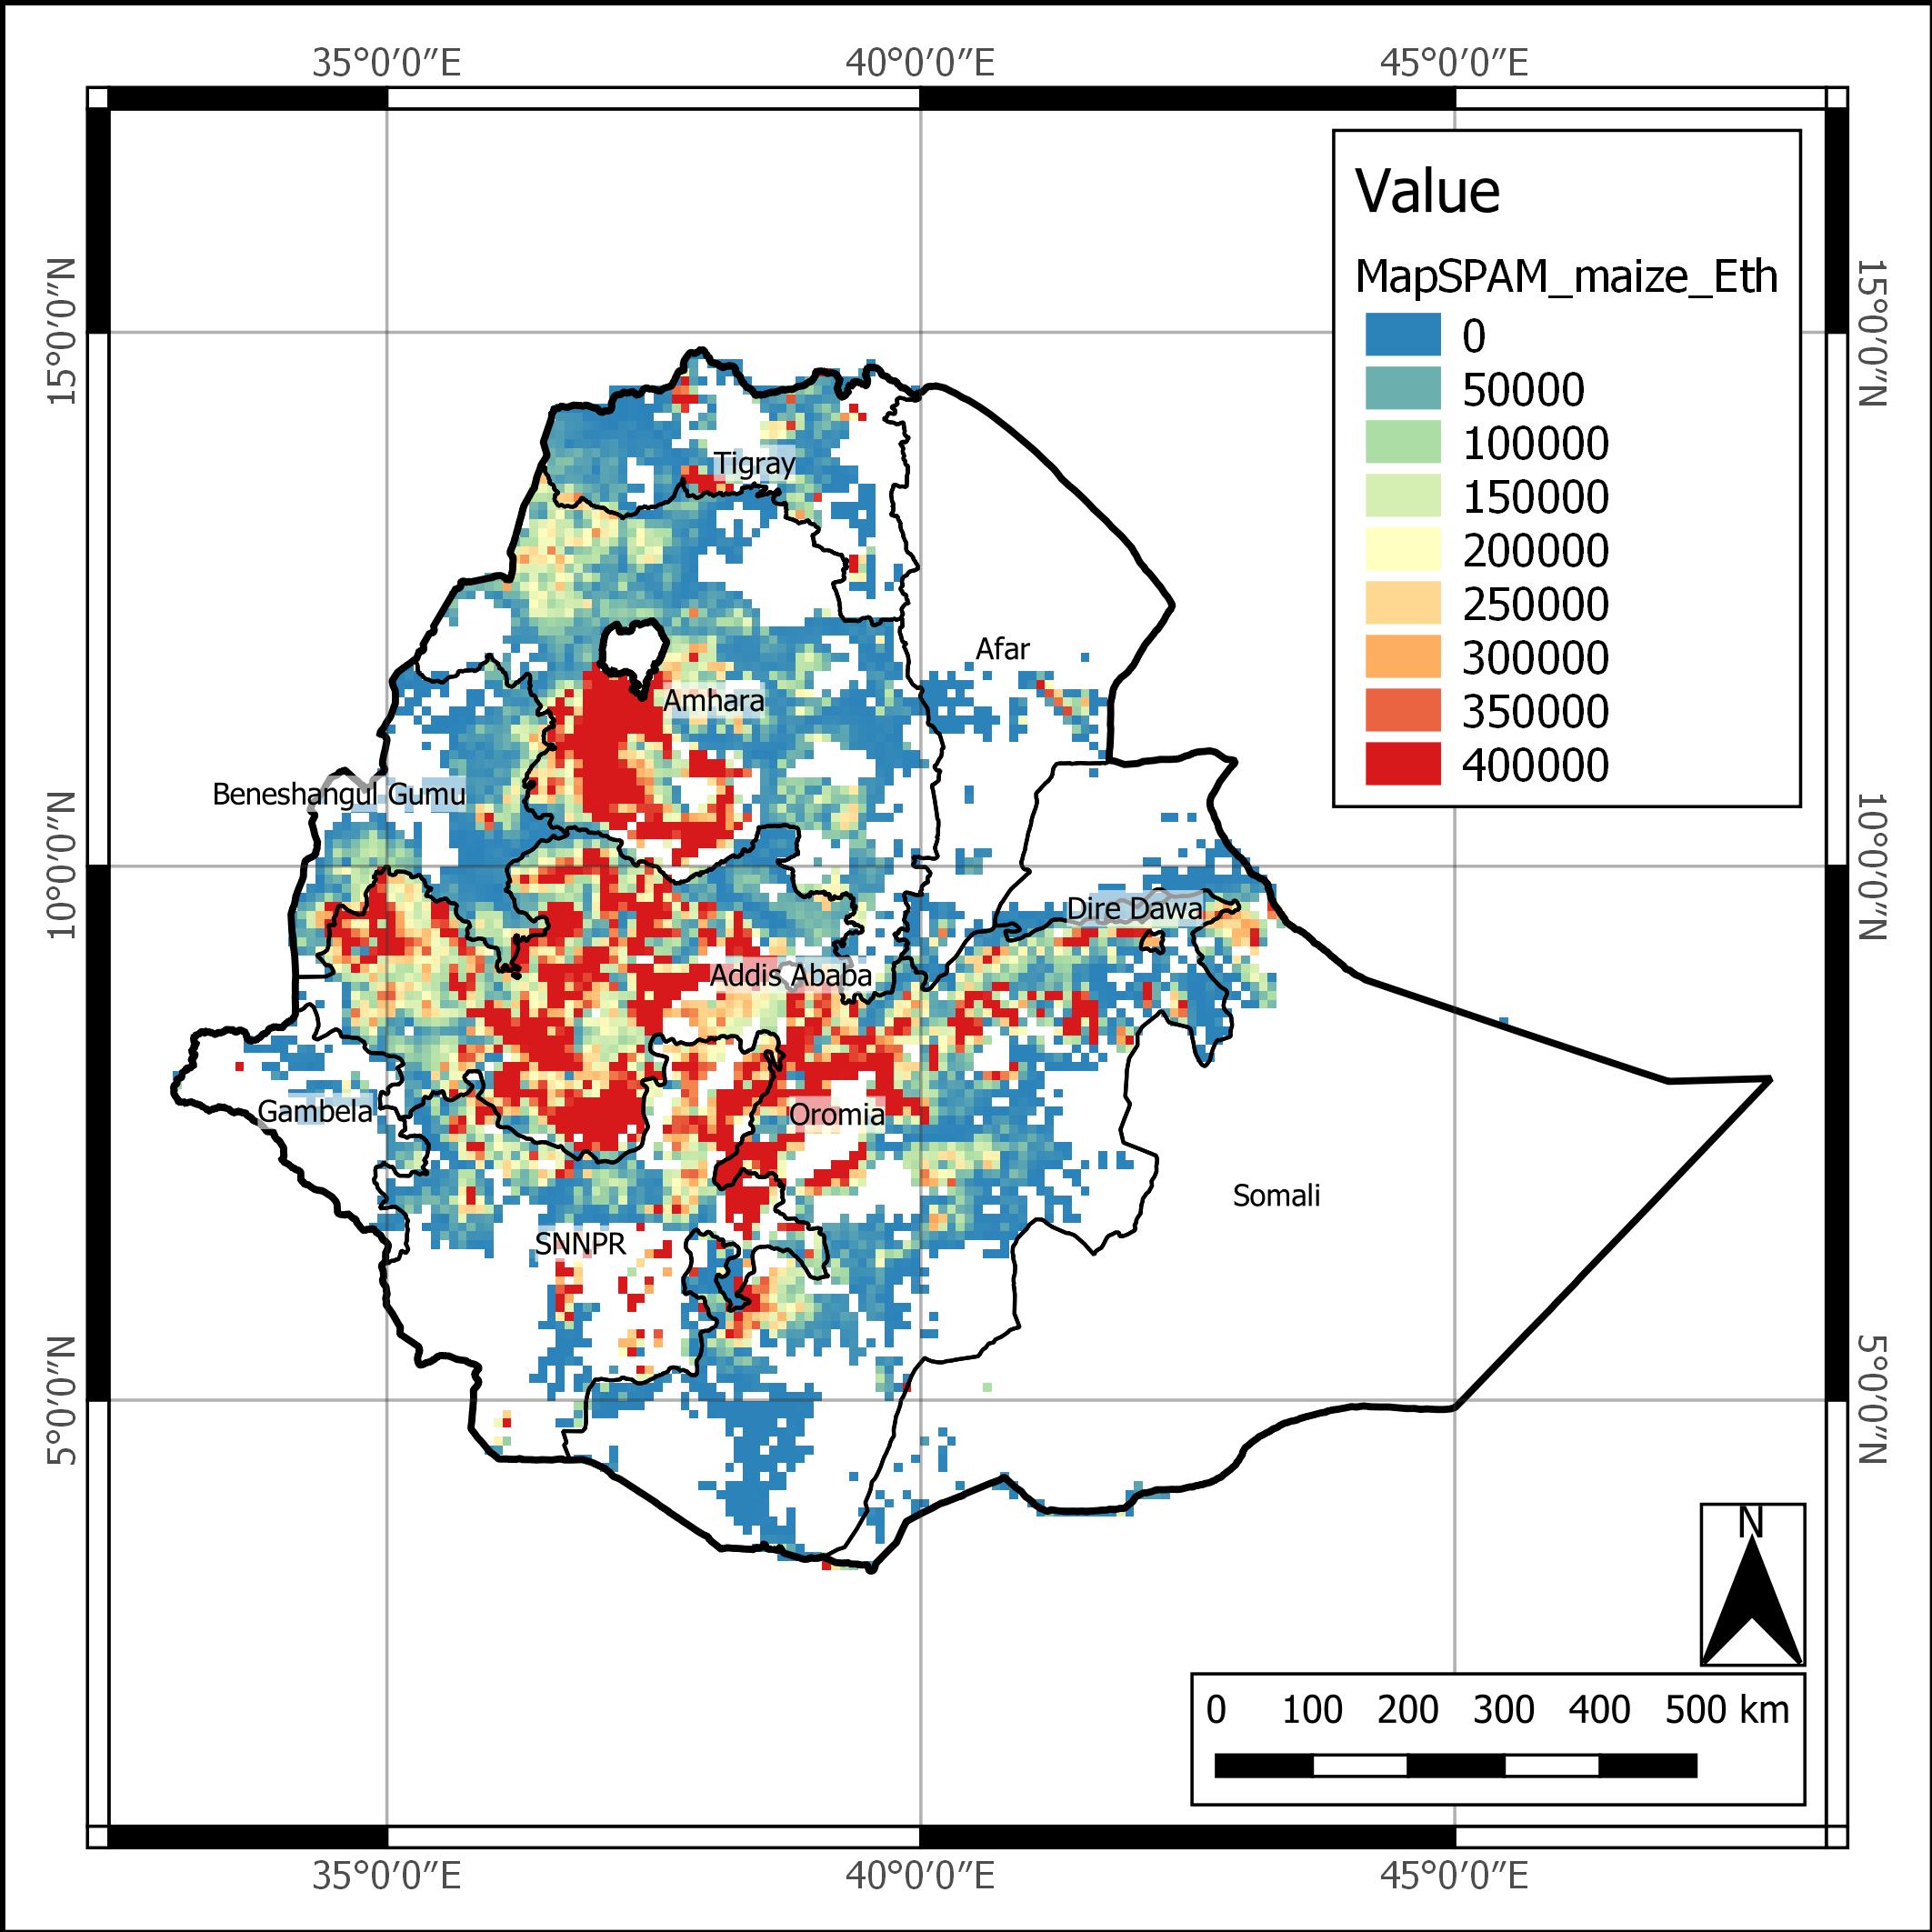 35°0′0″E 40°0′0″E 45°0′0″E
Value
MapSPAM_maize_Eth
0
50000
100000
150000
200000
250000
300000
350000
400000
15°0′0″N
15°0′0″N
Tigray
Afar
Amhara
Beneshangul Gumu
10°0′0″N
10°0′0″N
Dire Dawa
Addis Ababa
Gambela
Oromia
Somali
SNNPR
5°0′0″N
5°0′0″N
N
0 100 200 300 400 500 km
35°0′0″E 40°0′0″E 45°0′0″E